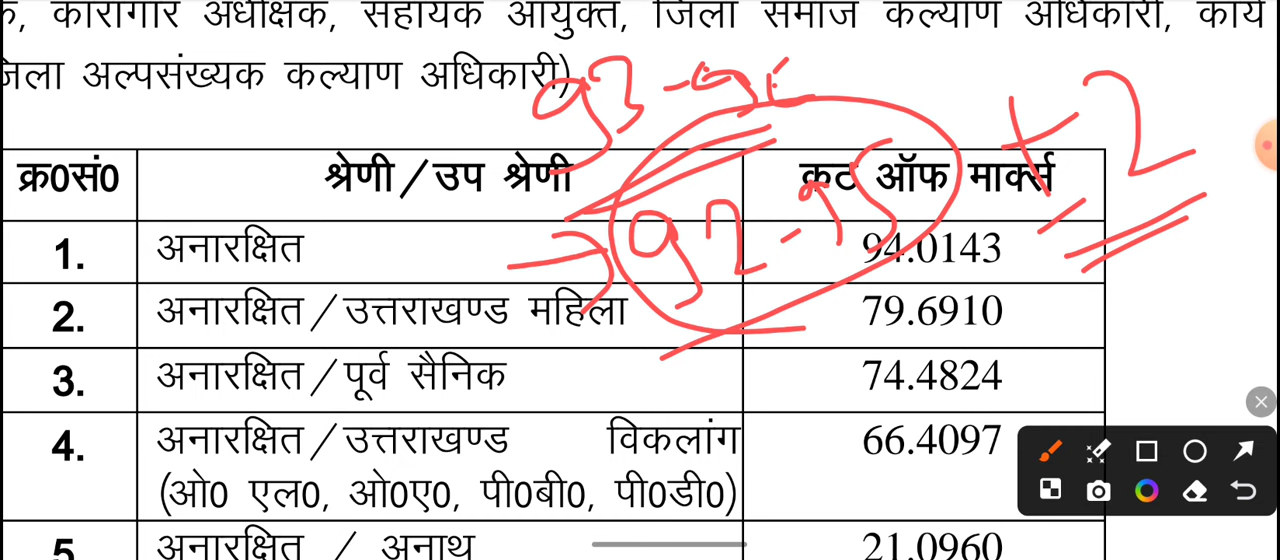 कारागार अधीक्षक, सहायक आयुक्त, जिला समाज कल्याण अधिकारी, कार्य
जिला अल्पसंख्यक कल्याण अधिकारी)
93 -
+ 2
क्र0सं0 श्रेणी / उप श्रेणी कट ऑफ मार्क्स
92 - 95
1. अनारक्षित 94.0143
2. अनारक्षित / उत्तराखण्ड महिला 79.6910
3. अनारक्षित / पूर्व सैनिक 74.4824
4. अनारक्षित / उत्तराखण्ड विकलांग 66.4097
(ओ0 एल0, ओ0ए0, पी0बी0, पी0डी0)
5. अनारक्षित / अनाथ 21.0960